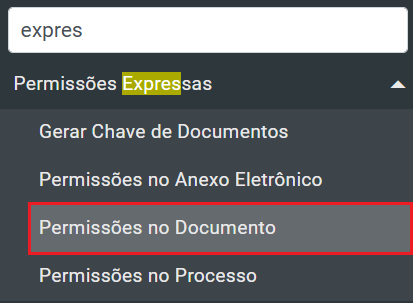 expres
Permissões Expressas
Gerar Chave de Documentos
Permissões no Anexo Eletrônico
Permissões no Documento
Permissões no Processo